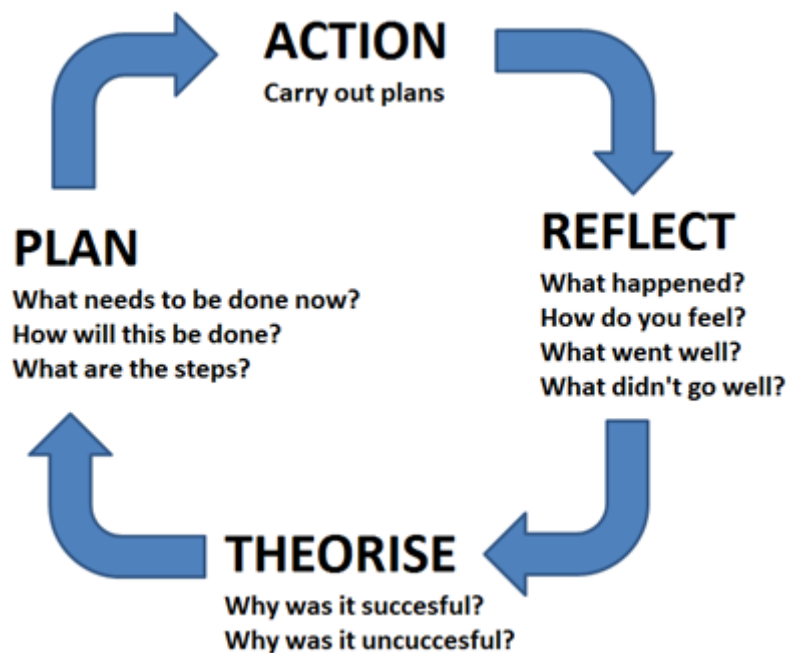 ACTION
Carry out plans
REFLECT
What happened?
How do you feel?
What went well?
What didn't go well?
THEORISE
Why was it succesful?
Why was it uncuccesful?
PLAN
What needs to be done now?
How will this be done?
What are the steps?